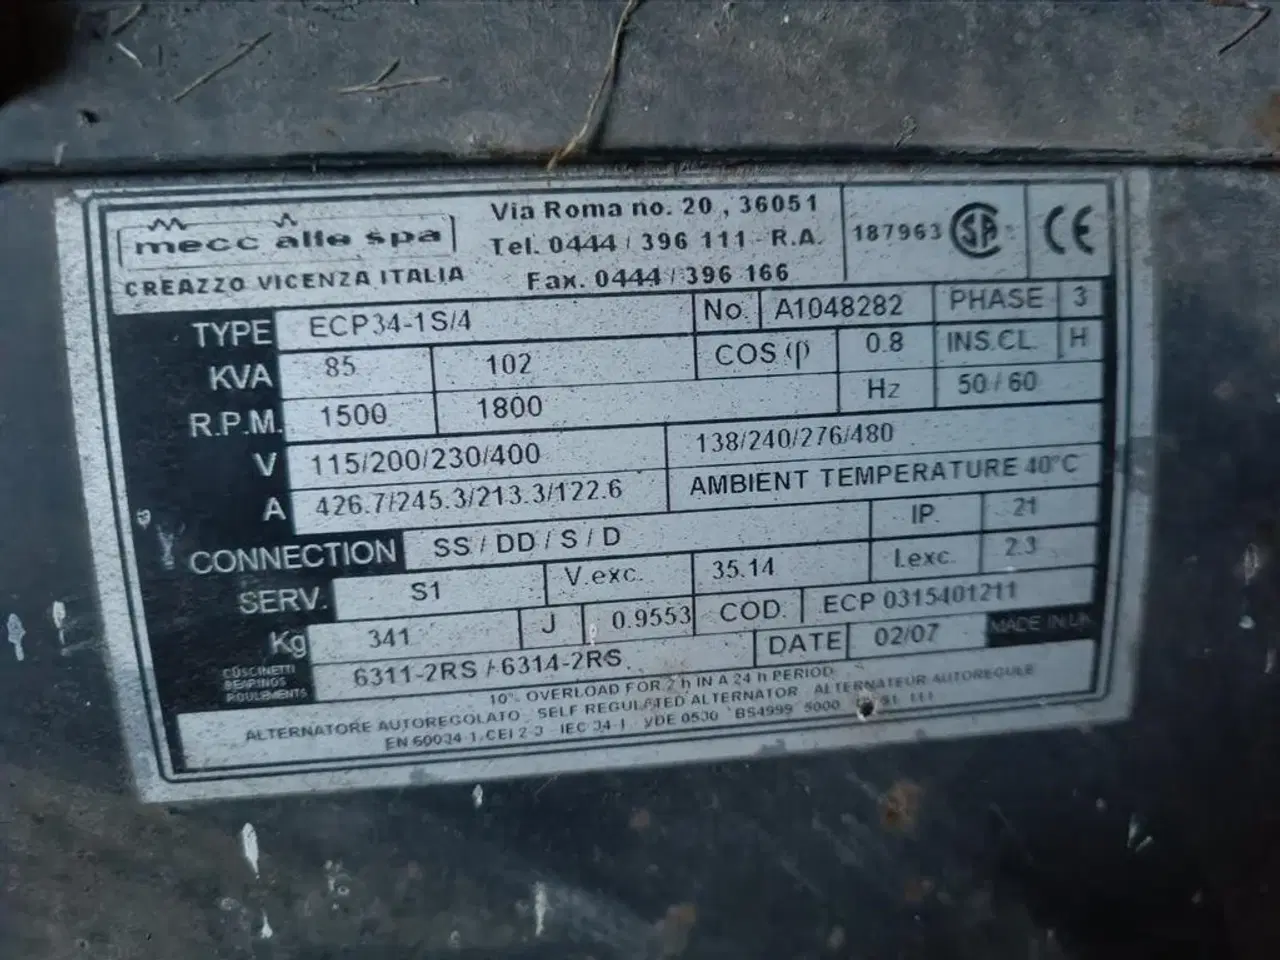 mecc alte spa
CREAZZO VICENZA ITALIA
Via Roma no. 20 , 36051
Tel. 0444 / 396 111 - R.A.
Fax. 0444 / 396 166
187963 CSA CE
TYPE ECP34-1S/4 No. A1048282 PHASE 3
KVA 85 102 COS φ 0.8 INS.CL. H
R.P.M. 1500 1800 Hz 50/60
V 115/200/230/400 138/240/276/480
A 426.7/245.3/213.3/122.6 AMBIENT TEMPERATURE 40°C
CONNECTION SS / DD / S / D IP. 21
SERV. S1 V.exc. 35.14 I.exc. 2.3
Kg 341 J 0.9553 COD. ECP 0315401211
CUSCINETTI
BEARINGS
ROULEMENTS
6311-2RS / 6314-2RS DATE 02/07 MADE IN UK
10% OVERLOAD FOR 2 h IN A 24 h PERIOD
ALTERNATORE AUTOREGOLATO SELF REGULATED ALTERNATOR ALTERNATEUR AUTOREGULE
EN 60034-1, CEI 2-3 IEC 34-1 VDE 0530 BS4999 5000 51 111